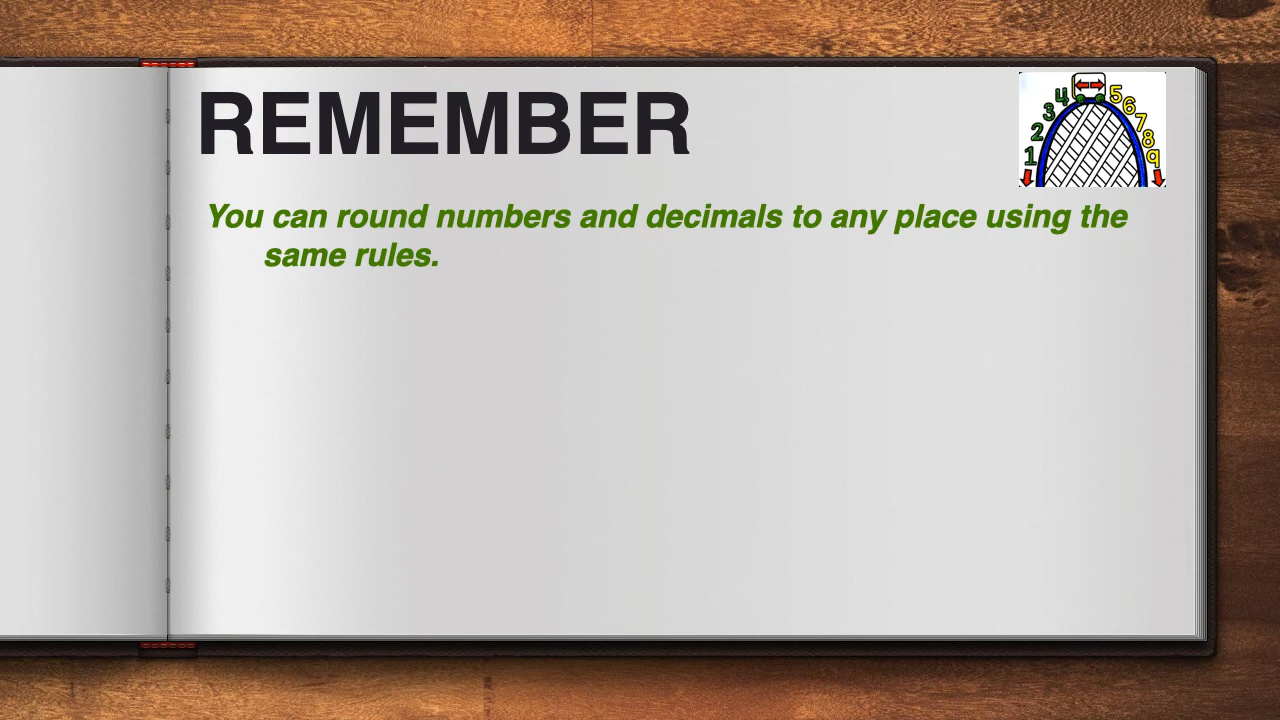 REMEMBER
1 2 3 4 5 6 7 8 9
You can round numbers and decimals to any place using the
same rules.